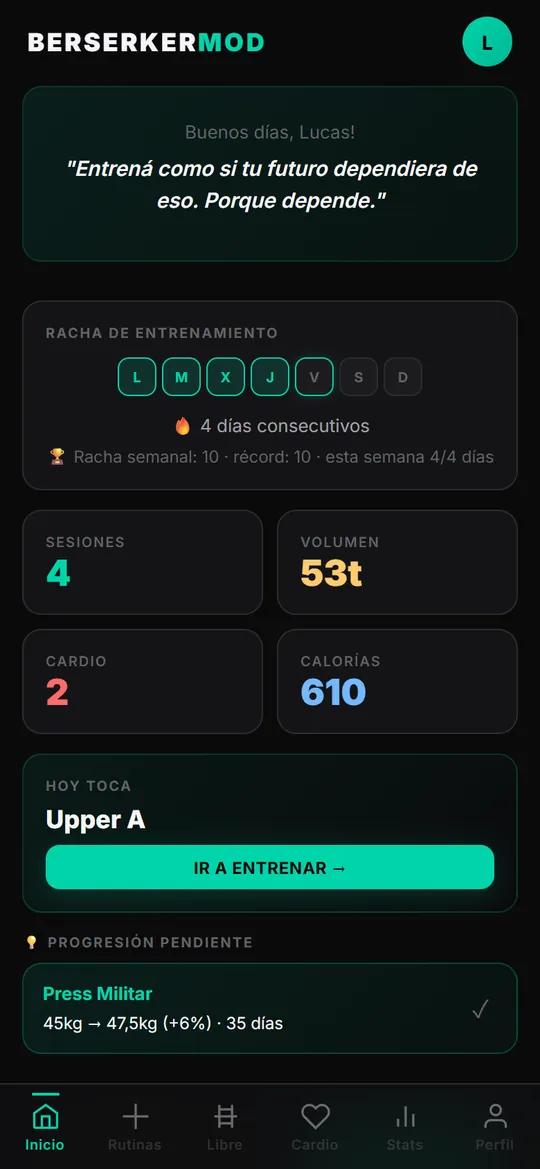 BERSERKERMOD
L
Buenos días, Lucas!
"Entrená como si tu futuro dependiera de
eso. Porque depende."
RACHA DE ENTRENAMIENTO
L M X J V S D
🔥 4 días consecutivos
🏆 Racha semanal: 10 · récord: 10 · esta semana 4/4 días
SESIONES
4
VOLUMEN
53t
CARDIO
2
CALORÍAS
610
HOY TOCA
Upper A
IR A ENTRENAR →
💡 PROGRESIÓN PENDIENTE
Press Militar
45kg → 47,5kg (+6%) · 35 días
✓
Inicio
Rutinas
Libre
Cardio
Stats
Perfil